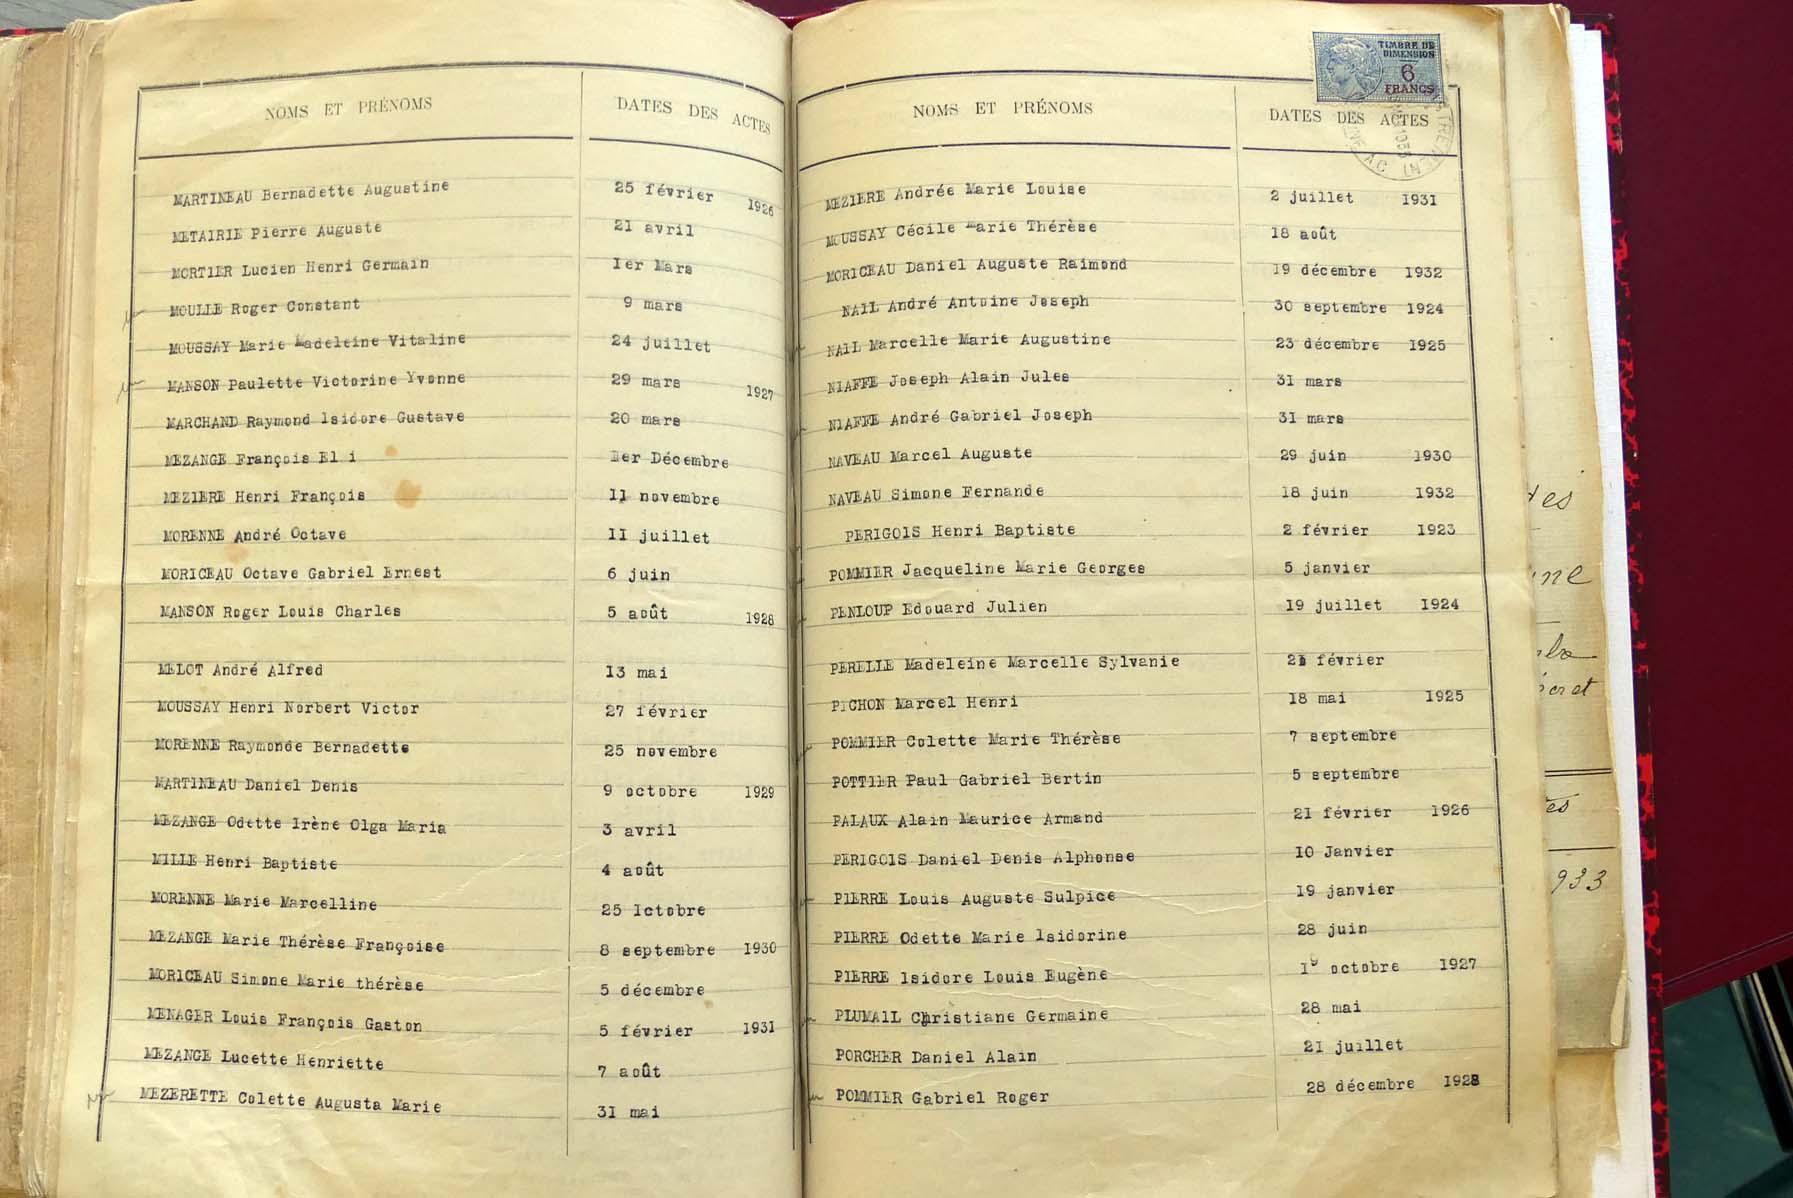 NOMS ET PRÉNOMS DATES DES ACTES
MARTINEAU Bernadette Augustine 25 février 1926
METAIRIE Pierre Auguste 21 avril
MORTIER Lucien Henri Germain 1er Mars
MOULLE Roger Constant 9 mars
MOUSSAY Marie Madeleine Vitaline 24 juillet
MANSON Paulette Victorine Yvonne 29 mars 1927
MARCHAND Raymond Isidore Gustave 20 mars
MEZANGE François El i 1er Décembre
MEZIERE Henri François 11 novembre
MORENNE André Octave 11 juillet
MORICEAU Octave Gabriel Ernest 6 juin
MANSON Roger Louis Charles 5 août 1928
MELOT André Alfred 13 mai
MOUSSAY Henri Norbert Victor 27 février
MORENNE Raymonde Bernadette 25 novembre
MARTINEAU Daniel Denis 9 octobre 1929
MEZANGE Odette Irène Olga Maria 3 avril
MILLE Henri Baptiste 4 août
MORENNE Marie Marcelline 25 Ictobre
MEZANGE Marie Thérèse Françoise 8 septembre 1930
MORICEAU Simone Marie thérèse 5 décembre
MENAGER Louis François Gaston 5 février 1931
MEZANGE Lucette Henriette 7 août
MEZERETTE Colette Augusta Marie 31 mai
TIMBRE DE
DIMENSION
6
FRANCS
NOMS ET PRÉNOMS DATES DES ACTES
MEZIERE Andrée Marie Louise 2 juillet 1931
MOUSSAY Cécile Marie Thérèse 18 août
MORICEAU Daniel Auguste Raimond 19 décembre 1932
NAIL André Antoine Joseph 30 septembre 1924
NAIL Marcelle Marie Augustine 23 décembre 1925
NIAFFE Joseph Alain Jules 31 mars
NIAFFE André Gabriel Joseph 31 mars
NAVEAU Marcel Auguste 29 juin 1930
NAVEAU Simone Fernande 18 juin 1932
PERIGOIS Henri Baptiste 2 février 1923
POMMIER Jacqueline Marie Georges 5 janvier
PENLOUP Edouard Julien 19 juillet 1924
PERELLE Madeleine Marcelle Sylvanie février
PICHON Marcel Henri 18 mai 1925
POMMIER Colette Marie Thérèse 7 septembre
POTTIER Paul Gabriel Bertin 5 septembre
PALAUX Alain Maurice Armand 21 février 1926
PERIGOIS Daniel Denis Alphonse 10 Janvier
PIERRE Louis Auguste Sulpice 19 janvier
PIERRE Odette Marie Isidorine 28 juin
PIERRE Isidore Louis Eugène octobre 1927
PLUMAIL Christiane Germaine 28 mai
PORCHER Daniel Alain 21 juillet
POMMIER Gabriel Roger 28 décembre 1928
933